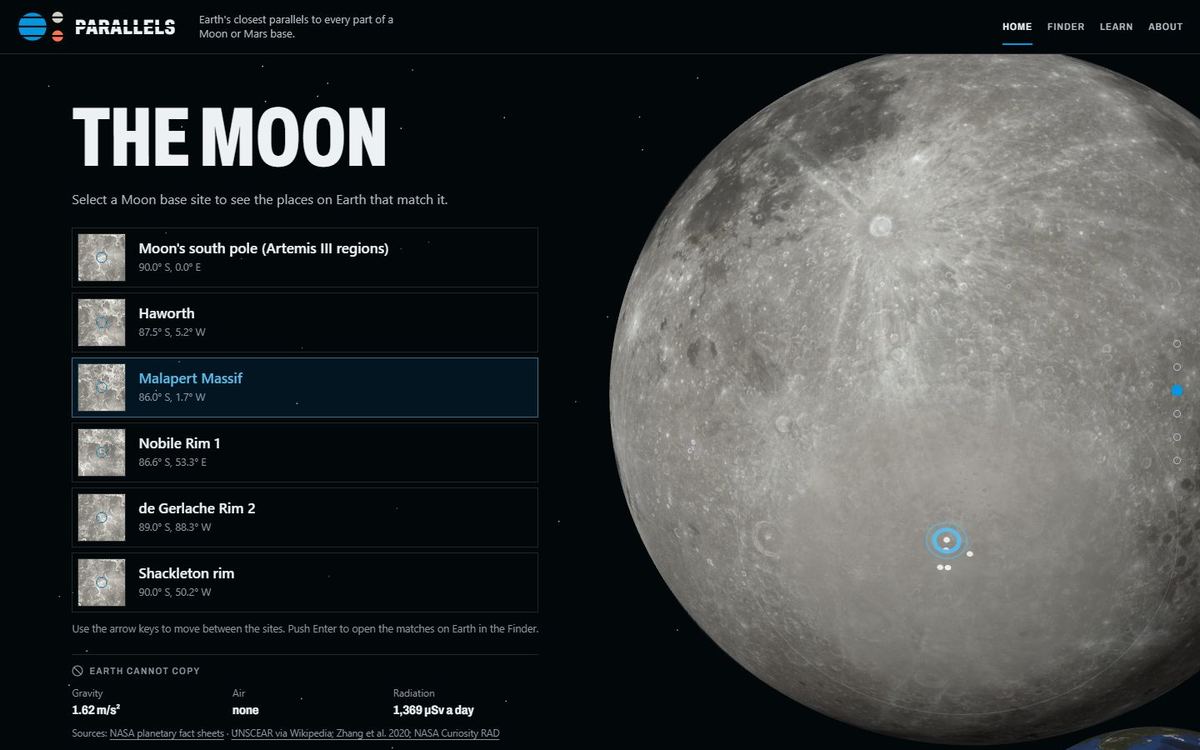 PARALLELS
Earth's closest parallels to every part of a
Moon or Mars base.
HOME FINDER LEARN ABOUT
THE MOON
Select a Moon base site to see the places on Earth that match it.
Moon's south pole (Artemis III regions)
90.0° S, 0.0° E
Haworth
87.5° S, 5.2° W
Malapert Massif
86.0° S, 1.7° W
Nobile Rim 1
86.6° S, 53.3° E
de Gerlache Rim 2
89.0° S, 88.3° W
Shackleton rim
90.0° S, 50.2° W
Use the arrow keys to move between the sites. Push Enter to open the matches on Earth in the Finder.
EARTH CANNOT COPY
Gravity Air Radiation
1.62 m/s² none 1,369 µSv a day
Sources: NASA planetary fact sheets · UNSCEAR via Wikipedia; Zhang et al. 2020; NASA Curiosity RAD